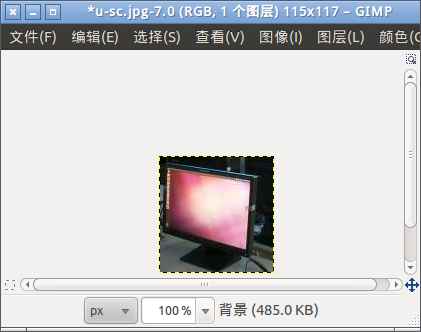 *u-sc.jpg-7.0 (RGB, 1 个图层) 115x117 – GIMP
文件(F) 编辑(E) 选择(S) 查看(V) 图像(I) 图层(L) 颜色(C
px 100 % 背景 (485.0 KB)